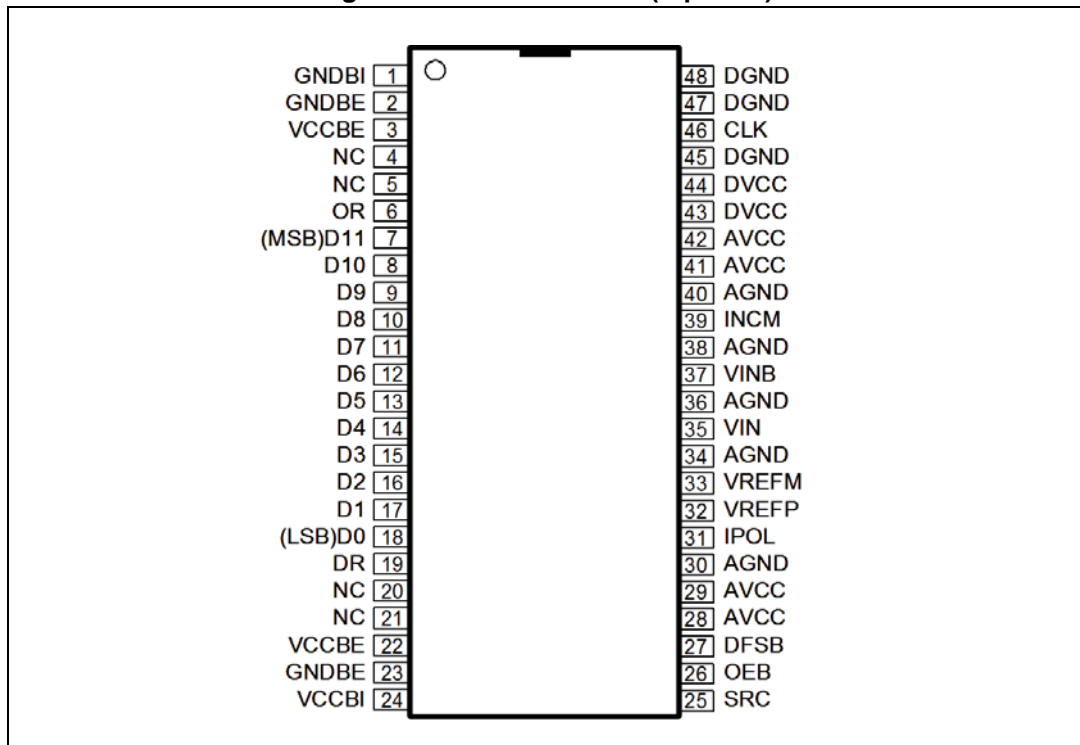 GNDBI 1
GNDBE 2
VCCBE 3
NC 4
NC 5
OR 6
(MSB)D11 7
D10 8
D9 9
D8 10
D7 11
D6 12
D5 13
D4 14
D3 15
D2 16
D1 17
(LSB)D0 18
DR 19
NC 20
NC 21
VCCBE 22
GNDBE 23
VCCBI 24
48 DGND
47 DGND
46 CLK
45 DGND
44 DVCC
43 DVCC
42 AVCC
41 AVCC
40 AGND
39 INCM
38 AGND
37 VINB
36 AGND
35 VIN
34 AGND
33 VREFM
32 VREFP
31 IPOL
30 AGND
29 AVCC
28 AVCC
27 DFSB
26 OEB
25 SRC